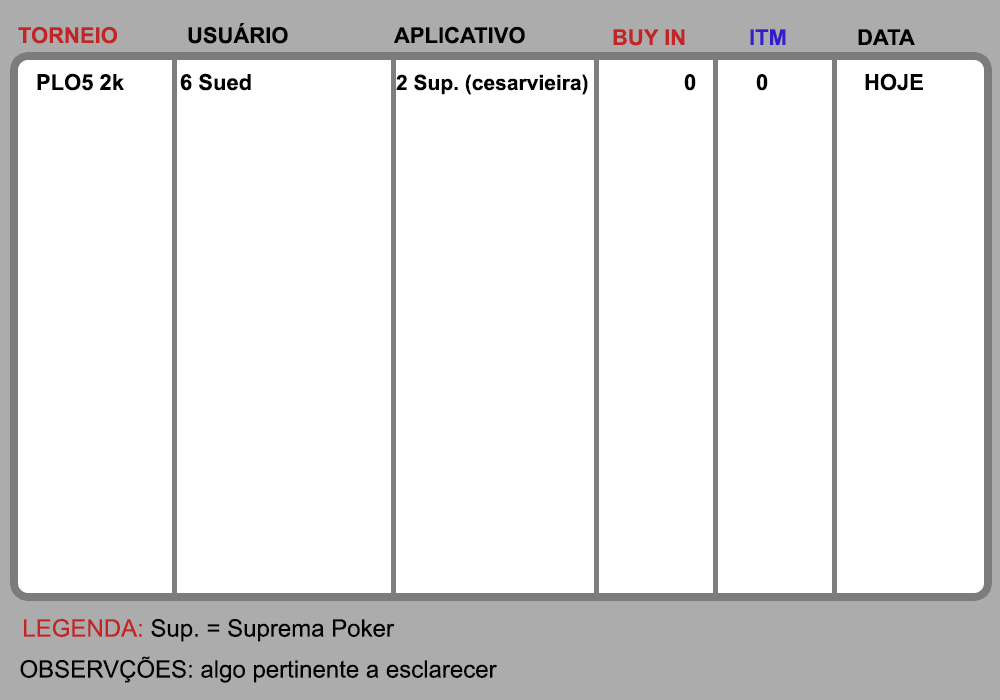 TORNEIO USUÁRIO APLICATIVO BUY IN ITM DATA
PLO5 2k 6 Sued 2 Sup. (cesarvieira) 0 0 HOJE
LEGENDA: Sup. = Suprema Poker
OBSERVÇÕES: algo pertinente a esclarecer